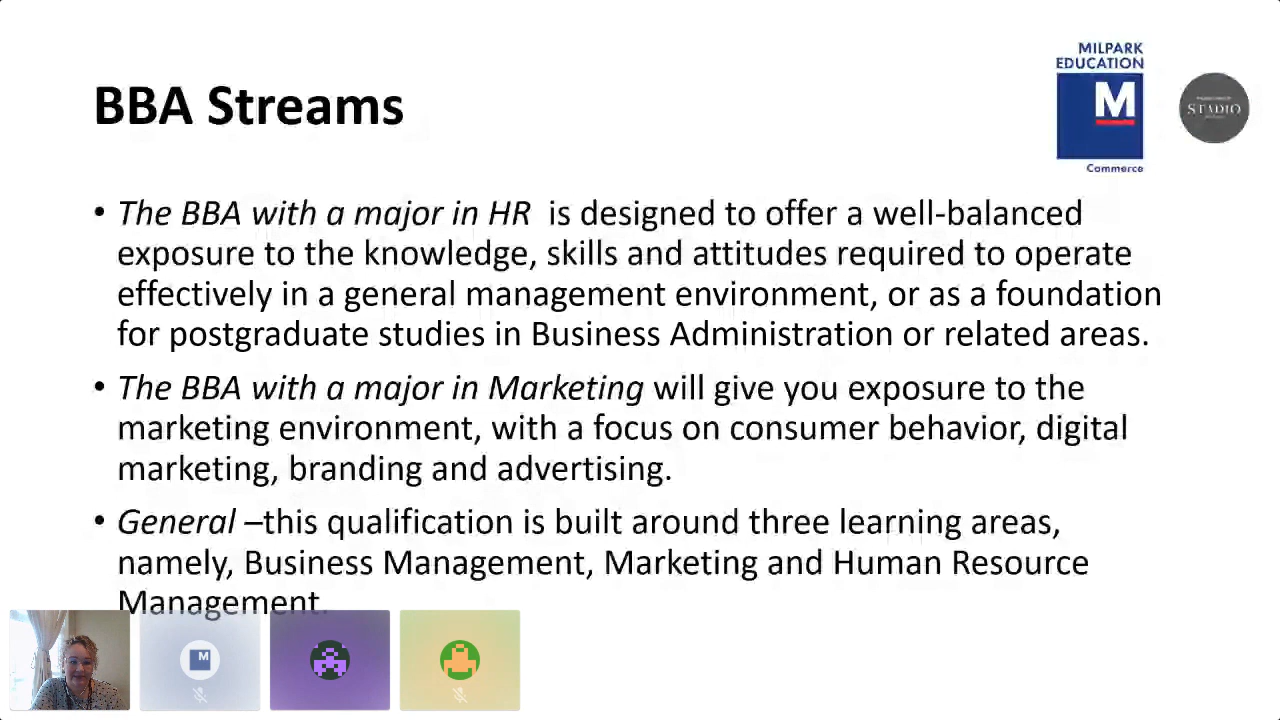 MILPARK
EDUCATION
M
Commerce
STADIO
BBA Streams
• The BBA with a major in HR  is designed to offer a well-balanced
exposure to the knowledge, skills and attitudes required to operate
effectively in a general management environment, or as a foundation
for postgraduate studies in Business Administration or related areas.
• The BBA with a major in Marketing will give you exposure to the
marketing environment, with a focus on consumer behavior, digital
marketing, branding and advertising.
• General –this qualification is built around three learning areas,
namely, Business Management, Marketing and Human Resource
Management.
M